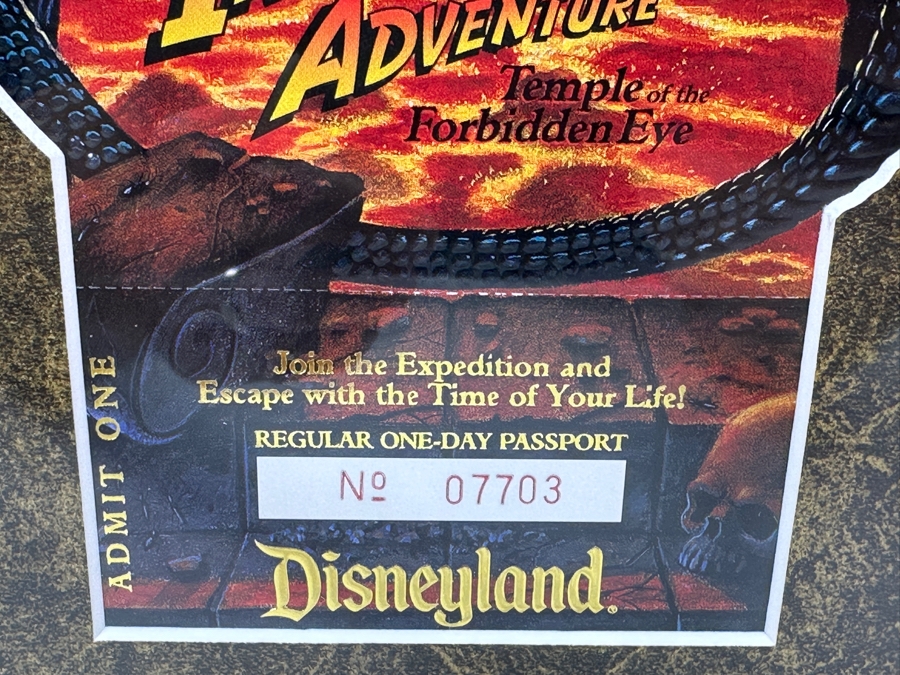 ADVENTURE
Temple of the
Forbidden Eye
Join the Expedition and
Escape with the Time of Your Life!
REGULAR ONE-DAY PASSPORT
Nº 07703
ADMIT ONE
Disneyland®